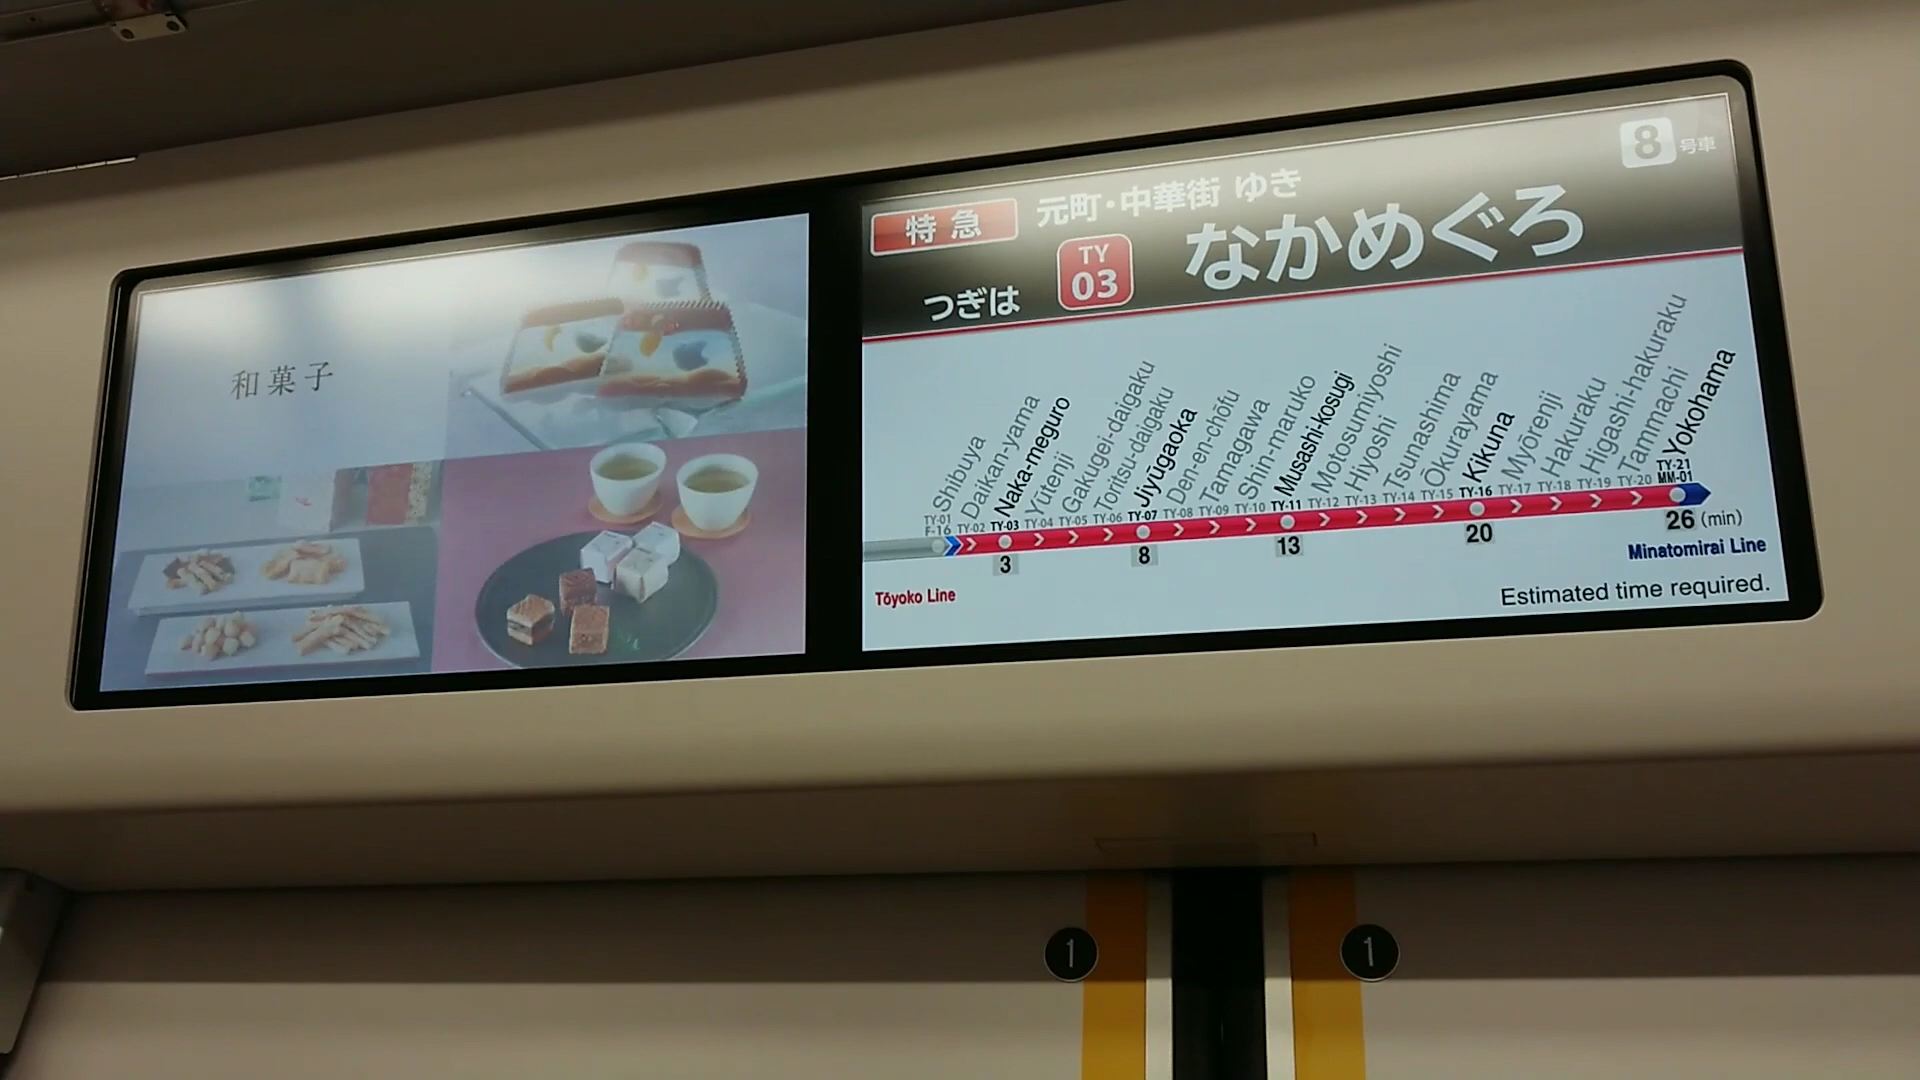 和菓子
8 号車
特急 元町・中華街 ゆき
つぎは TY 03 なかめぐろ
Shibuya
Daikan-yama
Naka-meguro
Yūtenji
Gakugei-daigaku
Toritsu-daigaku
Jiyūgaoka
Den-en-chōfu
Tamagawa
Shin-maruko
Musashi-kosugi
Motosumiyoshi
Hiyoshi
Tsunashima
Ōkurayama
Kikuna
Myōrenji
Hakuraku
Higashi-hakuraku
Tammachi
Yokohama
TY-01 F-16 TY-02 TY-03 TY-04 TY-05 TY-06 TY-07 TY-08 TY-09 TY-10 TY-11 TY-12 TY-13 TY-14 TY-15 TY-16 TY-17 TY-18 TY-19 TY-20 TY-21 MM-01
3 8 13 20 26 (min)
Tōyoko Line
Minatomirai Line
Estimated time required.
1 1